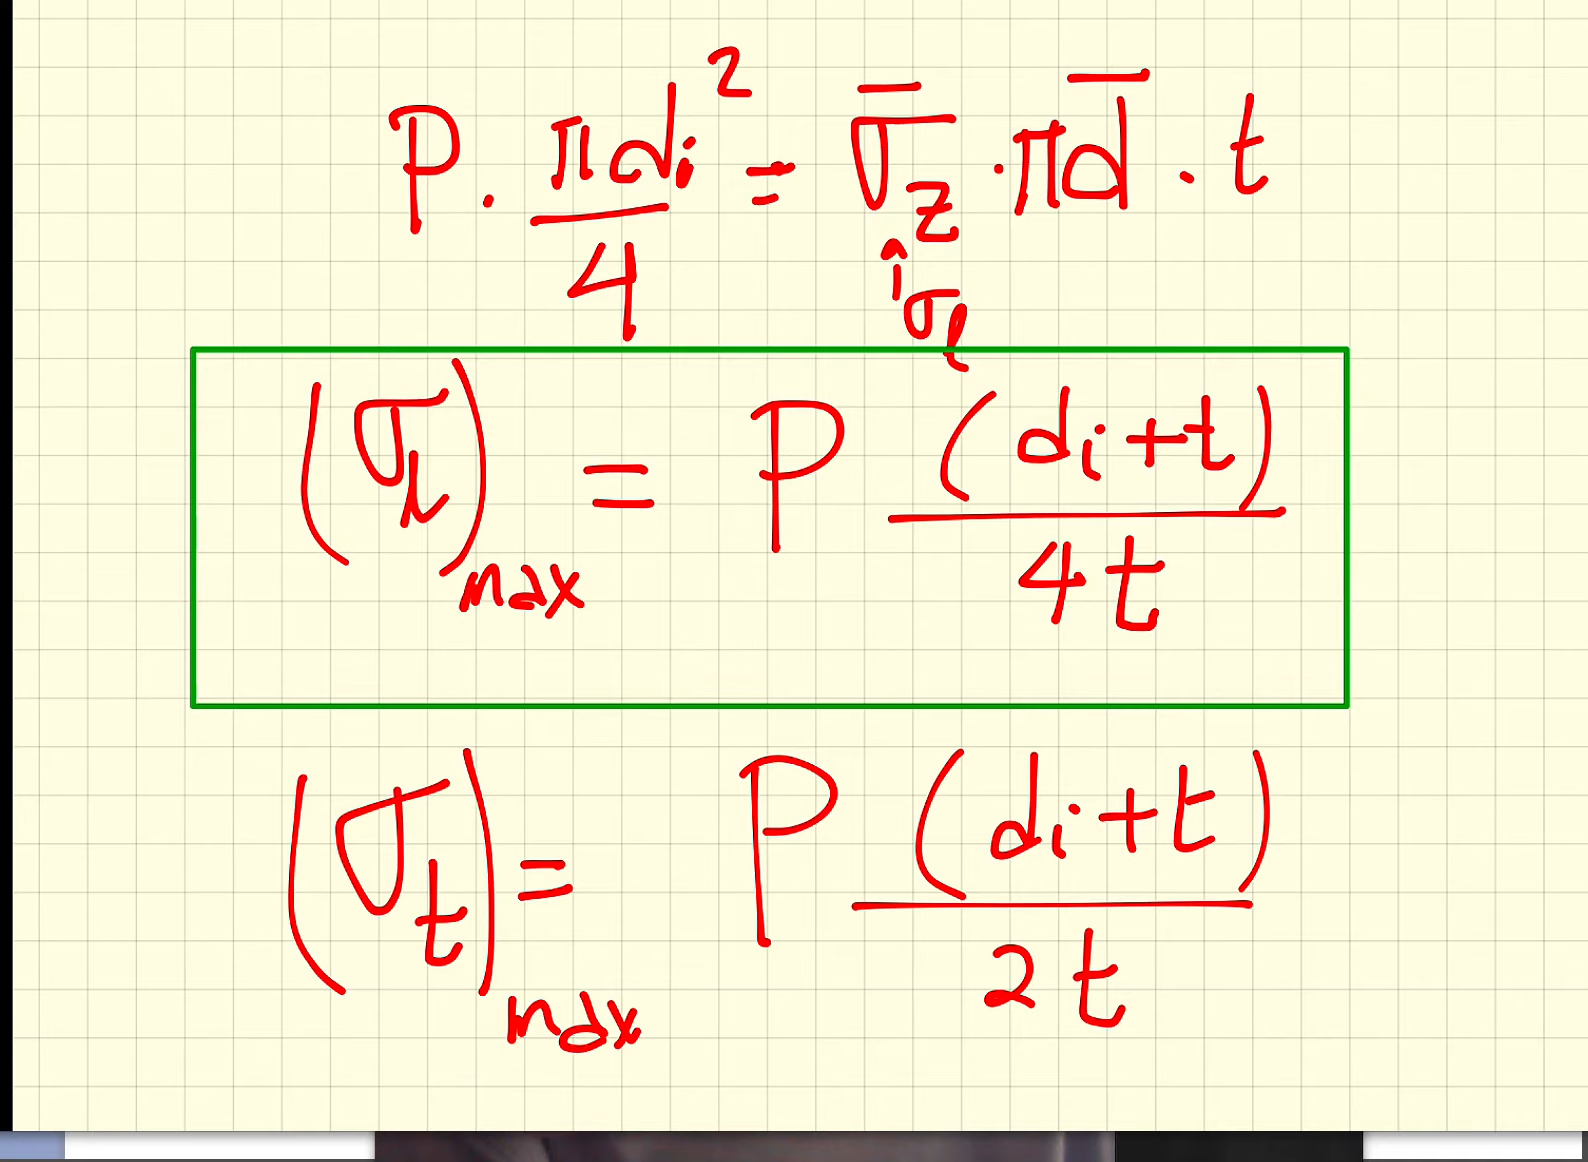 P · πdi²/4 = σ̅z · πd̅ · t
↑ σl
(σl)max = P (di+t)/4t
(σt)max = P (di+t)/2t